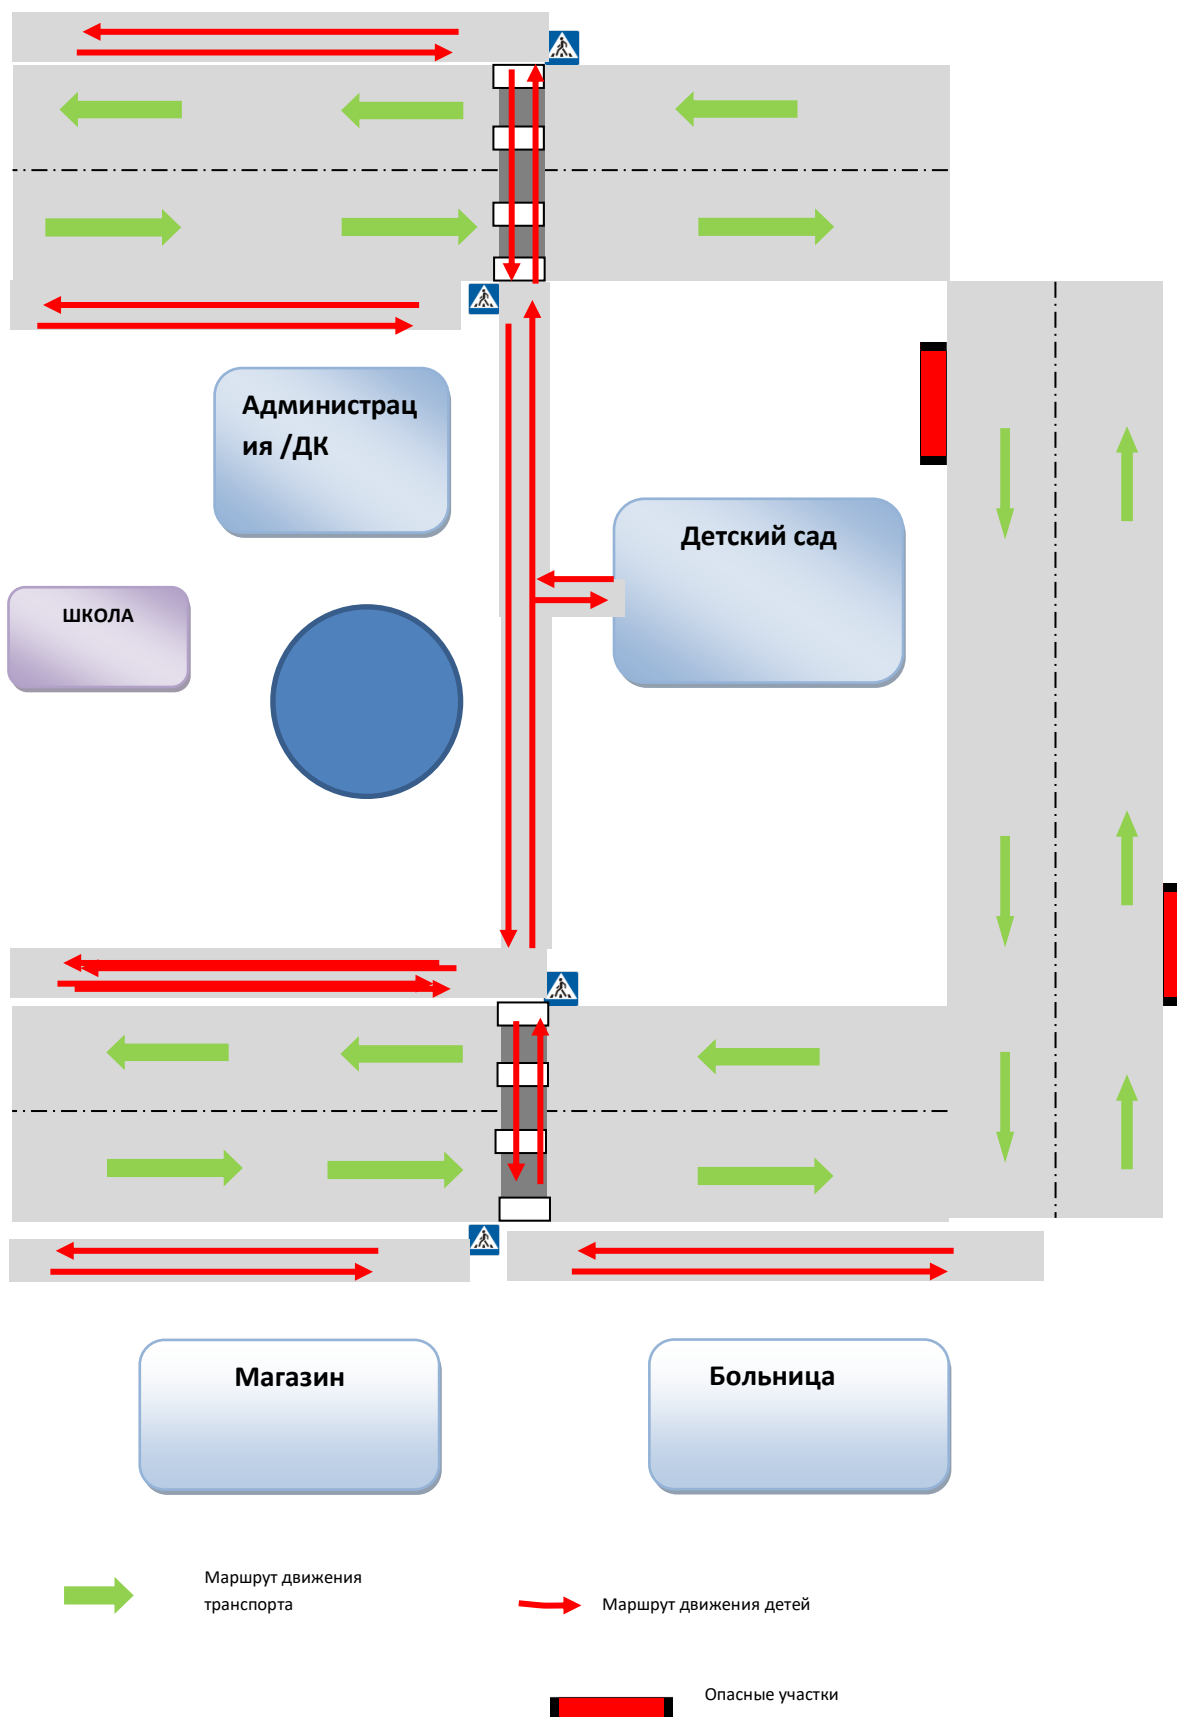 Администрац
ия /ДК
Детский сад
ШКОЛА
Магазин
Больница
Маршрут движения
транспорта
Маршрут движения детей
Опасные участки